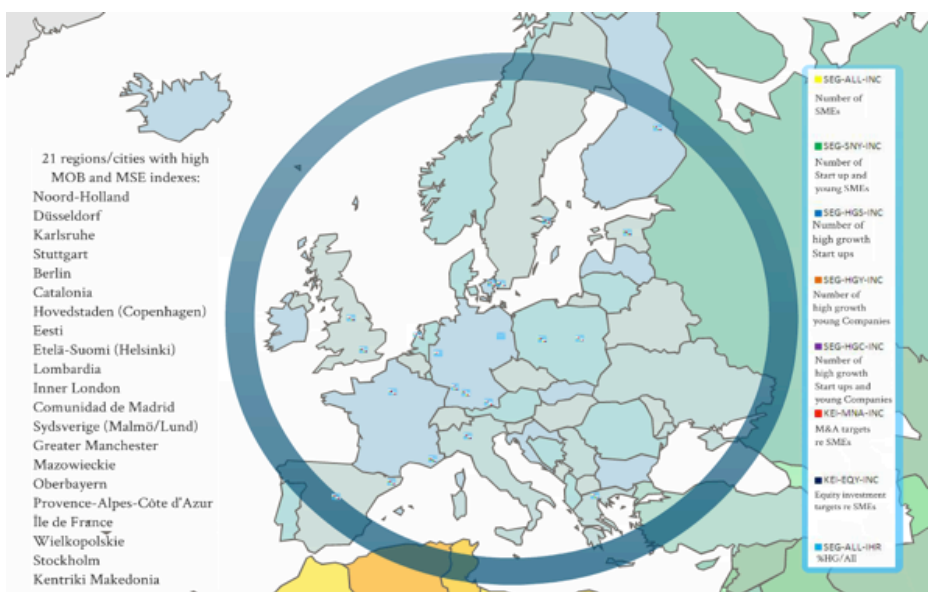 21 regions/cities with high
MOB and MSE indexes:
Noord-Holland
Düsseldorf
Karlsruhe
Stuttgart
Berlin
Catalonia
Hovedstaden (Copenhagen)
Eesti
Etelä-Suomi (Helsinki)
Lombardia
Inner London
Comunidad de Madrid
Sydsverige (Malmö/Lund)
Greater Manchester
Mazowieckie
Oberbayern
Provence-Alpes-Côte d'Azur
Île de France
Wielkopolskie
Stockholm
Kentriki Makedonia
SEG-ALL-INC
Number of
SMEs
SEG-SNY-INC
Number of
Start up and
young SMEs
SEG-HGS-INC
Number of
high growth
Start ups
SEG-HGY-INC
Number of
high growth
young Companies
SEG-HGC-INC
Number of
high growth
Start ups and
young Companies
KEI-MNA-INC
M&A targets
re SMEs
KEI-EQY-INC
Equity investment
targets re SMEs
SEG-ALL-IHR
%HG/All